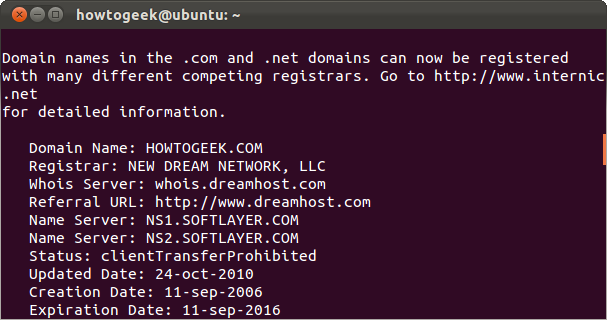 howtogeek@ubuntu: ~
Domain names in the .com and .net domains can now be registered
with many different competing registrars. Go to http://www.internic
.net
for detailed information.
Domain Name: HOWTOGEEK.COM
Registrar: NEW DREAM NETWORK, LLC
Whois Server: whois.dreamhost.com
Referral URL: http://www.dreamhost.com
Name Server: NS1.SOFTLAYER.COM
Name Server: NS2.SOFTLAYER.COM
Status: clientTransferProhibited
Updated Date: 24-oct-2010
Creation Date: 11-sep-2006
Expiration Date: 11-sep-2016